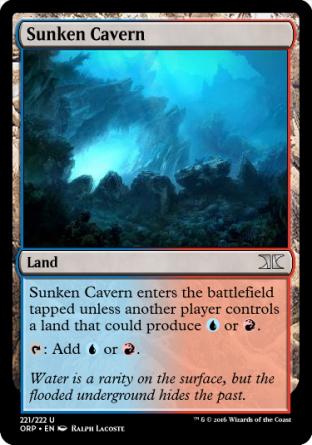 Sunken Cavern
Land
Sunken Cavern enters the battlefield
tapped unless another player controls
a land that could produce or .
: Add or .
Water is a rarity on the surface, but the
flooded underground hides the past.
221/222 U
ORP • EN RALPH LACOSTE
™ & © 2016 Wizards of the Coast